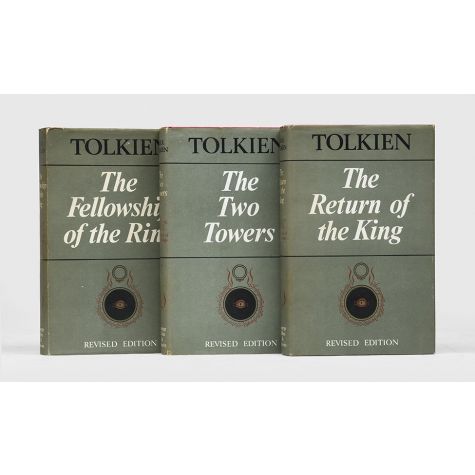 TOLKIEN
The
Fellowshi
of the Rin
REVISED EDITION
TOLKIEN
The
Two
Towers
REVISED EDITION
TOLKIEN
The
Return of
the King
REVISED EDITION